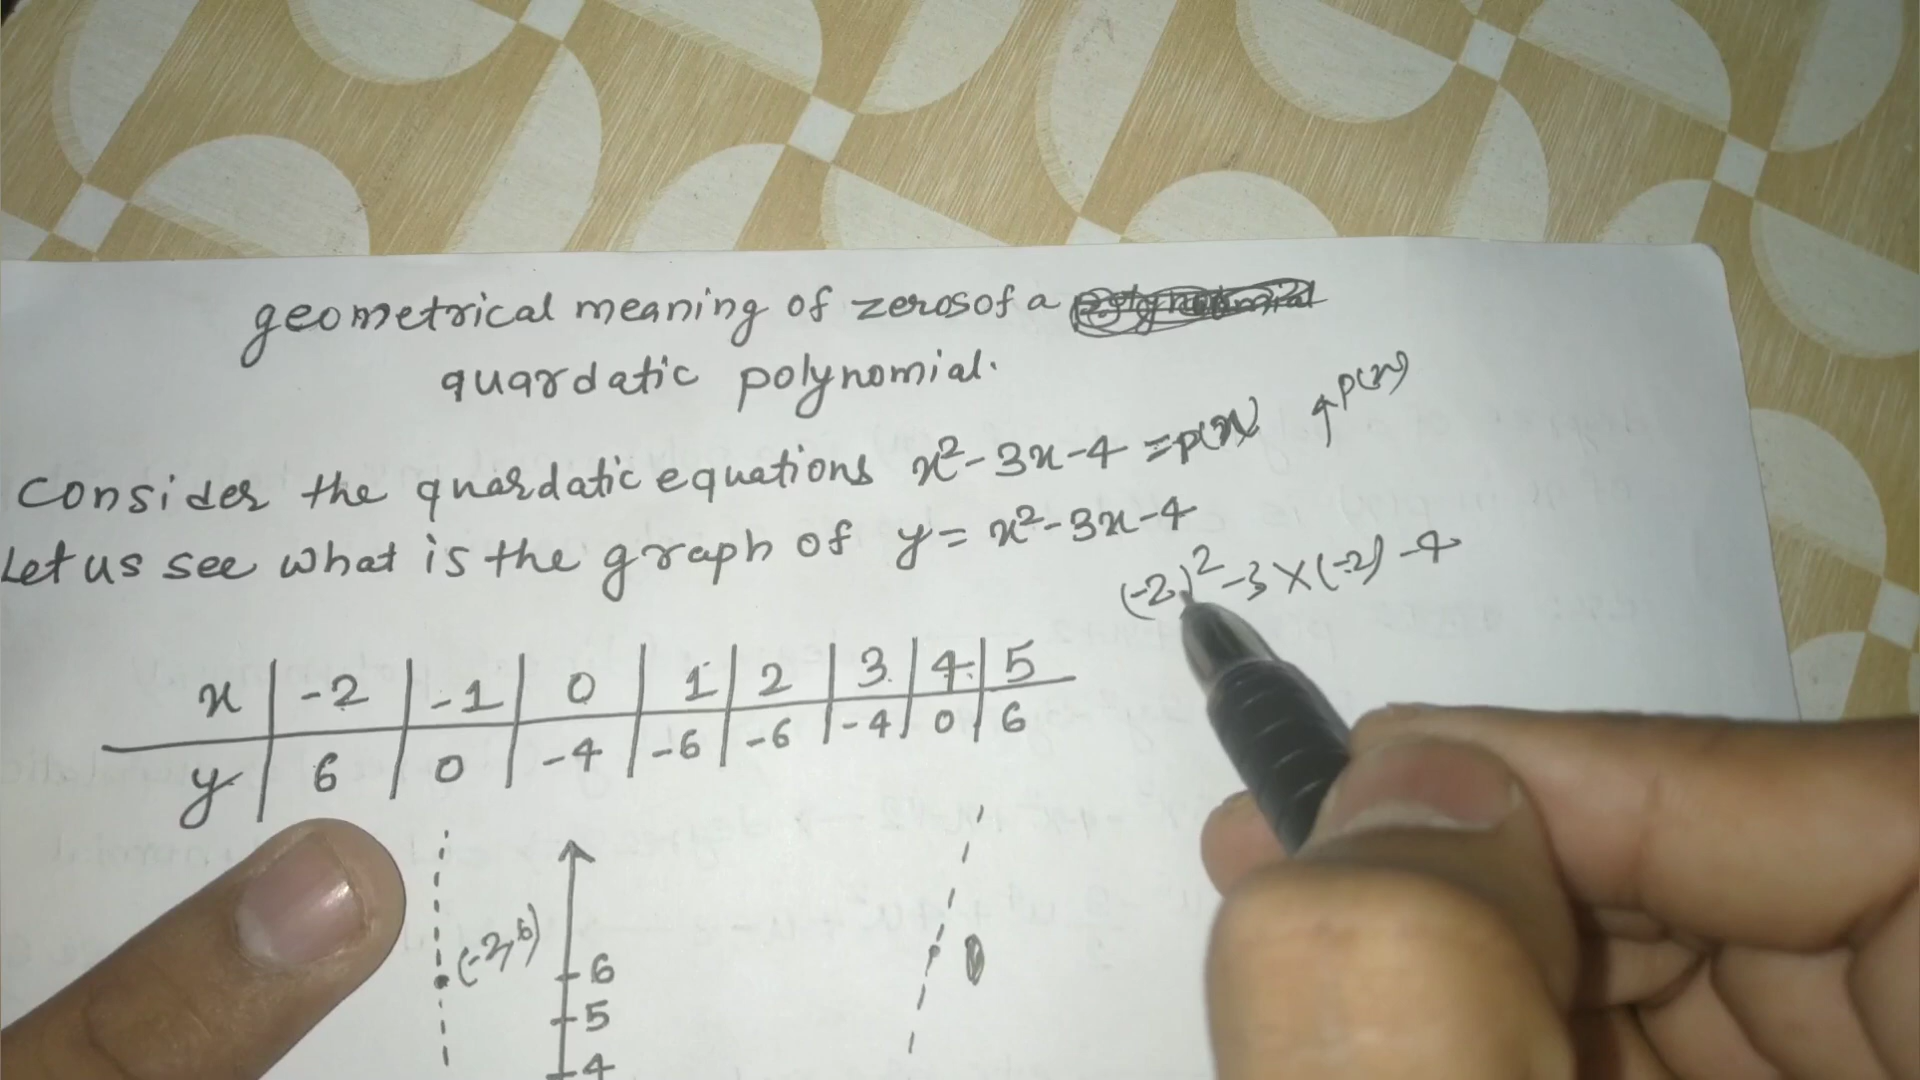 geometrical meaning of zeros of a
quardatic polynomial.
Consider the quardatic equations x²-3x-4 = p(x) ↑ p(x)
Let us see what is the graph of y = x²-3x-4
(-2)²-3×(-2)-4
x | -2 | -1 | 0 | 1 | 2 | 3 | 4 | 5
y | 6 | 0 | -4 | -6 | -6 | -4 | 0 | 6
(-2,6)
6
5
4